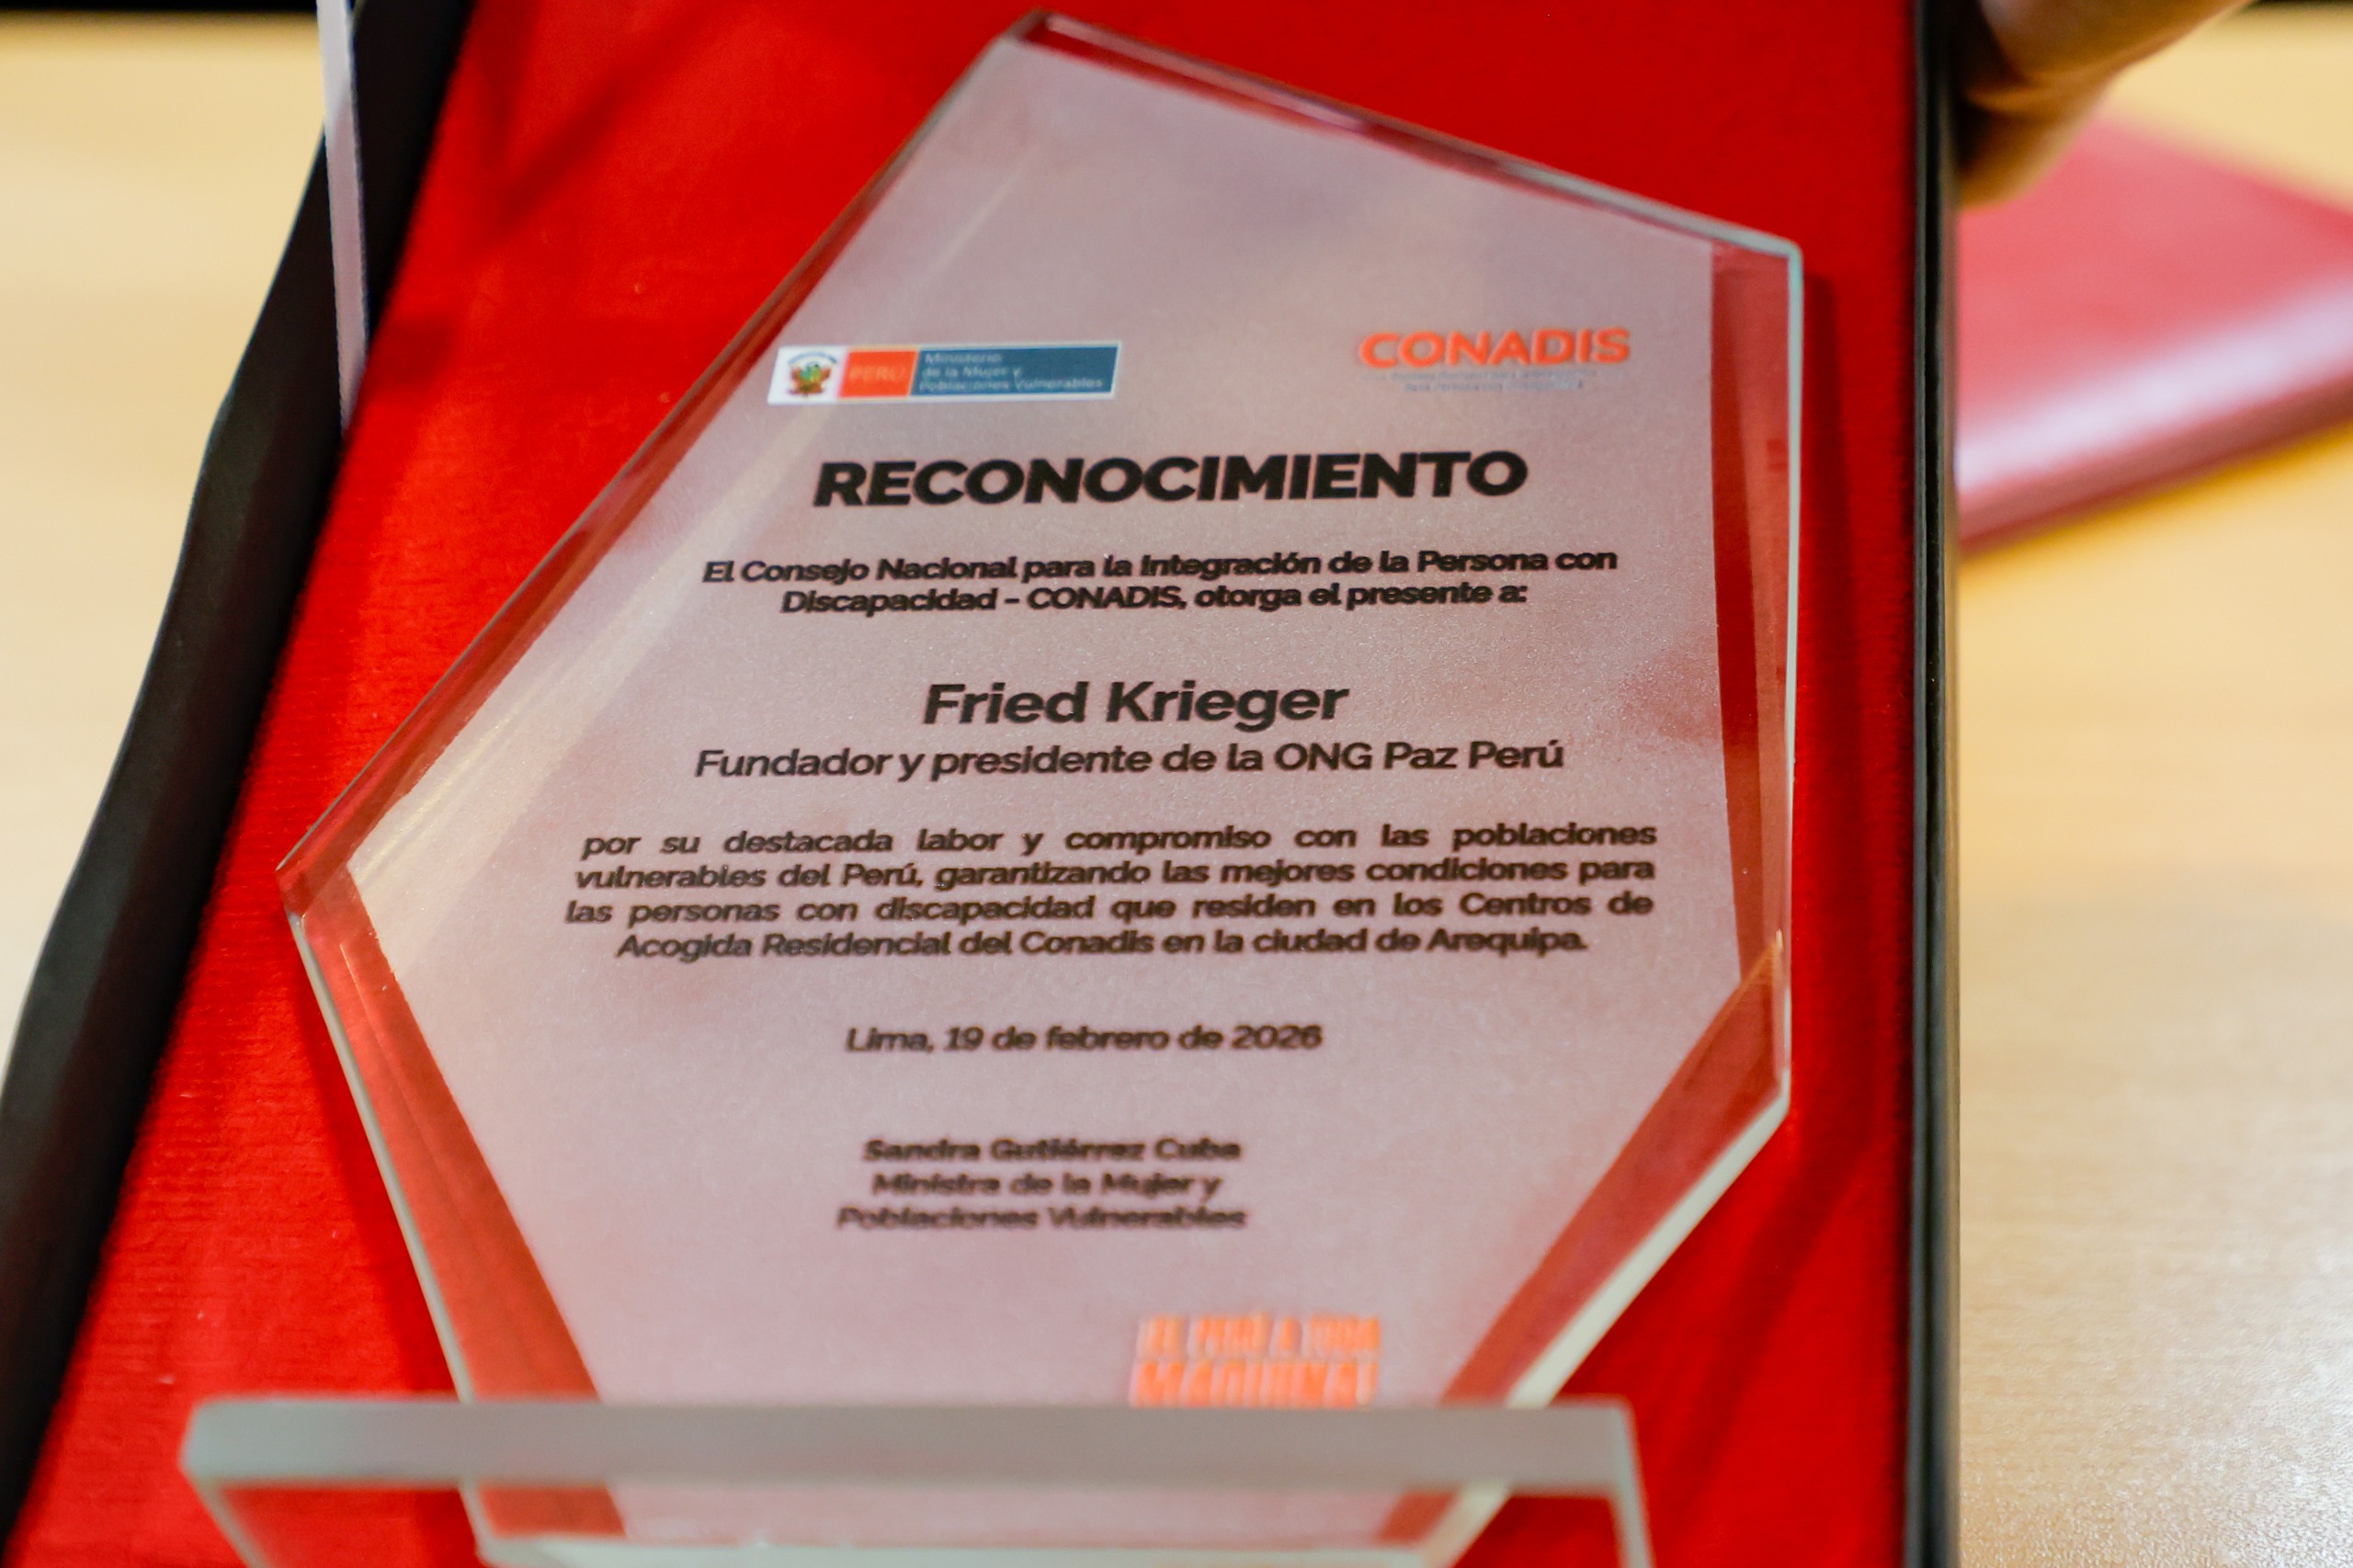 PERÚ
Ministerio
de la Mujer y
Poblaciones Vulnerables
CONADIS
RECONOCIMIENTO
El Consejo Nacional para la Integración de la Persona con
Discapacidad - CONADIS, otorga el presente a:
Fried Krieger
Fundador y presidente de la ONG Paz Perú
por su destacada labor y compromiso con las poblaciones
vulnerables del Perú, garantizando las mejores condiciones para
las personas con discapacidad que residen en los Centros de
Acogida Residencial del Conadis en la ciudad de Arequipa.
Lima, 19 de febrero de 2026
Sandra Gutiérrez Cuba
Ministra de la Mujer y
Poblaciones Vulnerables
¡EL PERÚ A TODA
MÁQUINA!